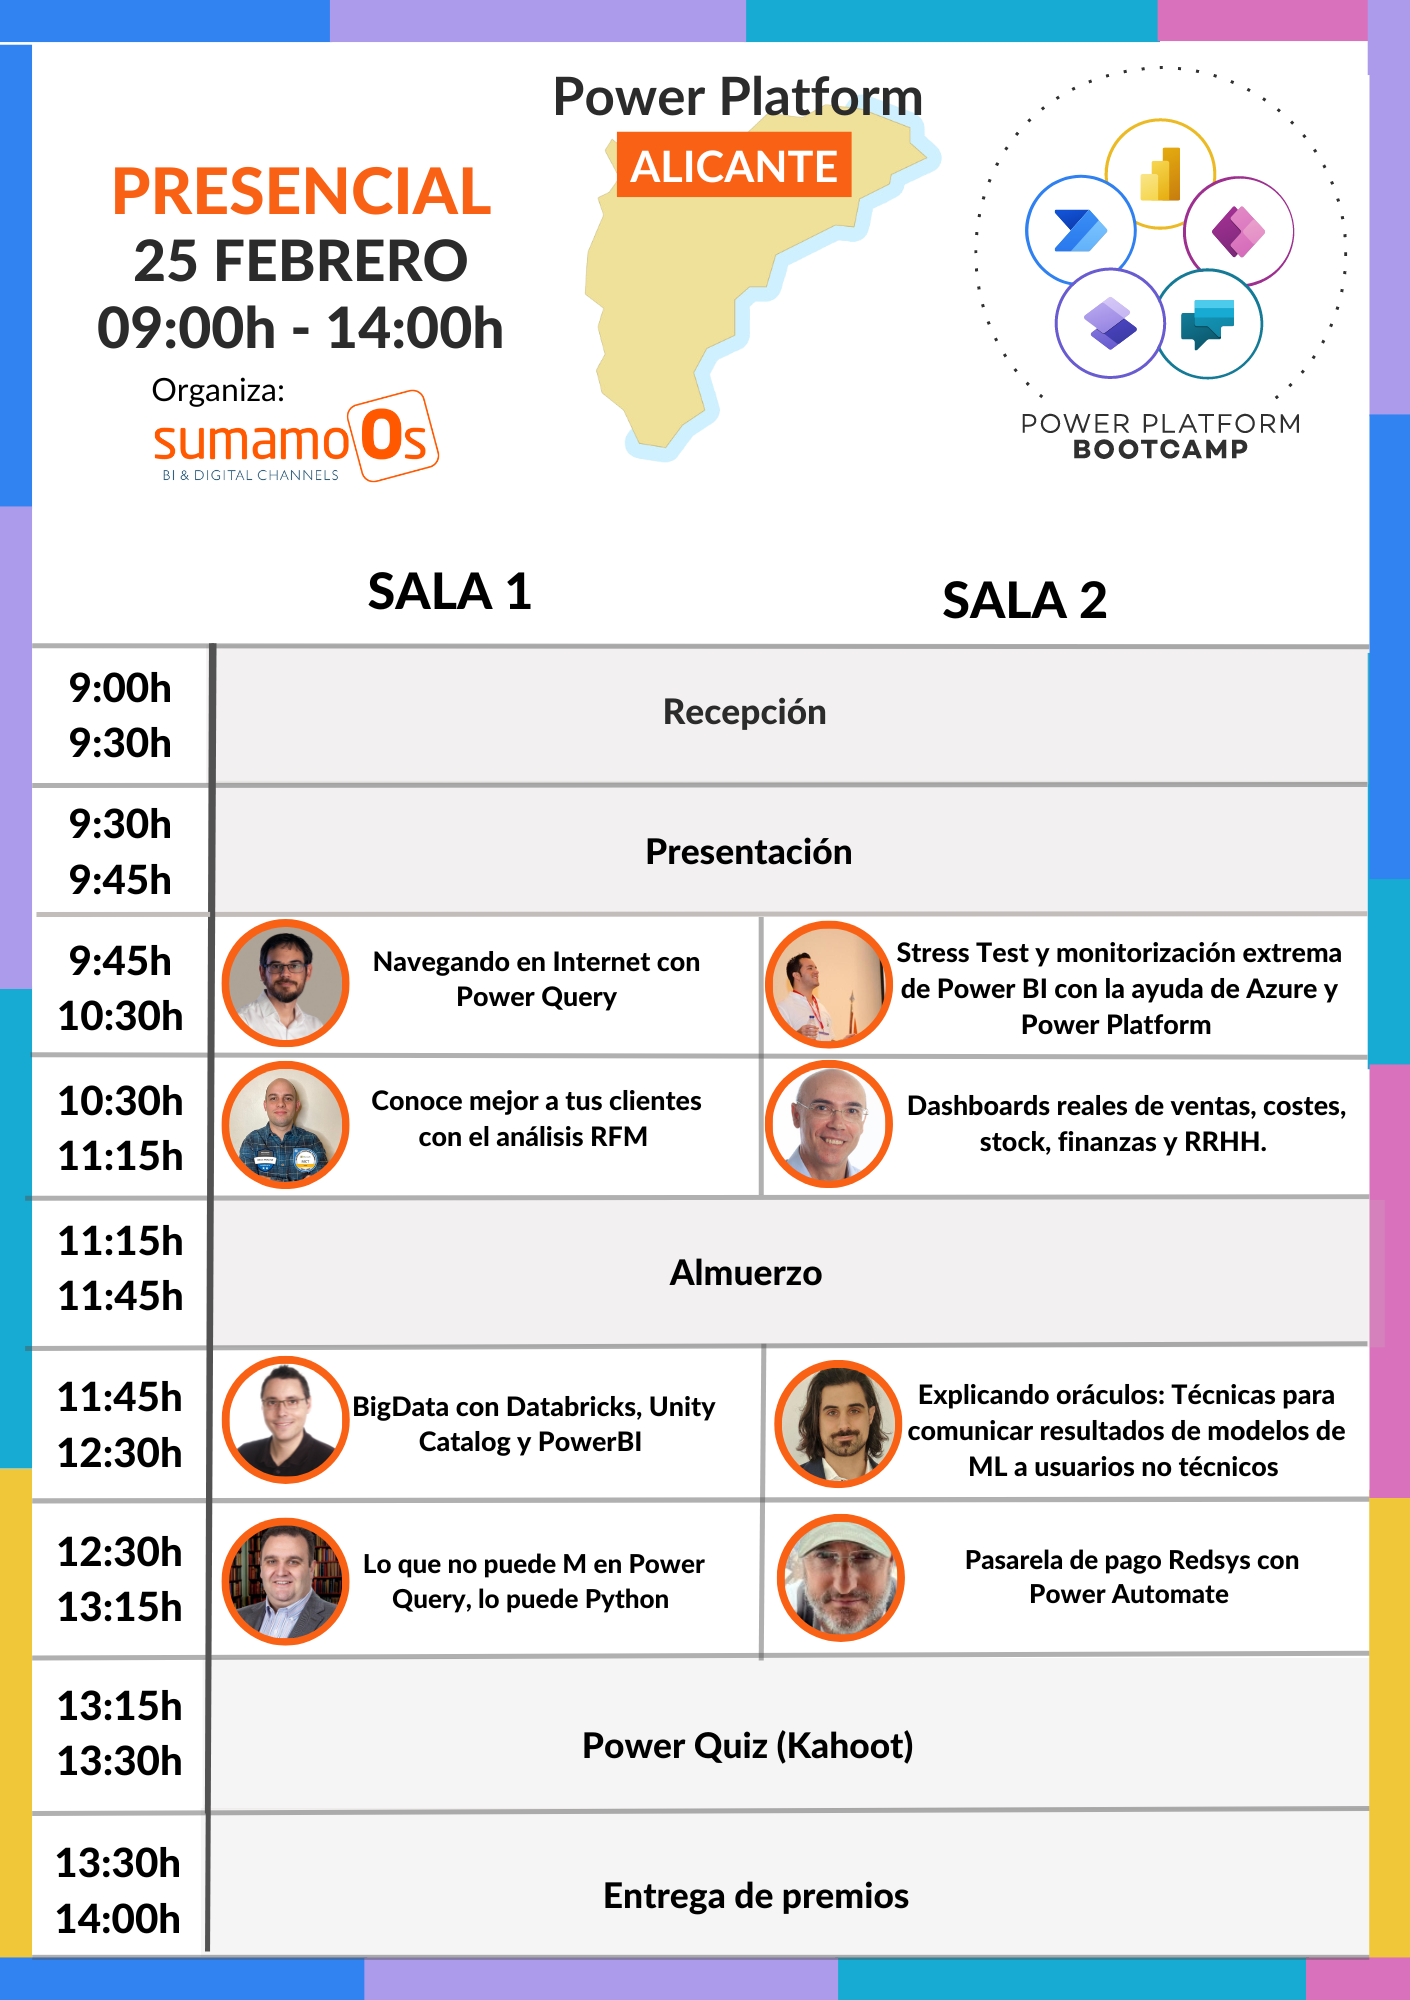 Power Platform
ALICANTE
PRESENCIAL
25 FEBRERO
09:00h - 14:00h
Organiza:
sumamoOs
BI & DIGITAL CHANNELS
POWER PLATFORM
BOOTCAMP
SALA 1
SALA 2
9:00h
9:30h
Recepción
9:30h
9:45h
Presentación
9:45h
10:30h
Navegando en Internet con
Power Query
Stress Test y monitorización extrema
de Power BI con la ayuda de Azure y
Power Platform
10:30h
11:15h
Conoce mejor a tus clientes
con el análisis RFM
Dashboards reales de ventas, costes,
stock, finanzas y RRHH.
11:15h
11:45h
Almuerzo
11:45h
12:30h
BigData con Databricks, Unity
Catalog y PowerBI
Explicando oráculos: Técnicas para
comunicar resultados de modelos de
ML a usuarios no técnicos
12:30h
13:15h
Lo que no puede M en Power
Query, lo puede Python
Pasarela de pago Redsys con
Power Automate
13:15h
13:30h
Power Quiz (Kahoot)
13:30h
14:00h
Entrega de premios